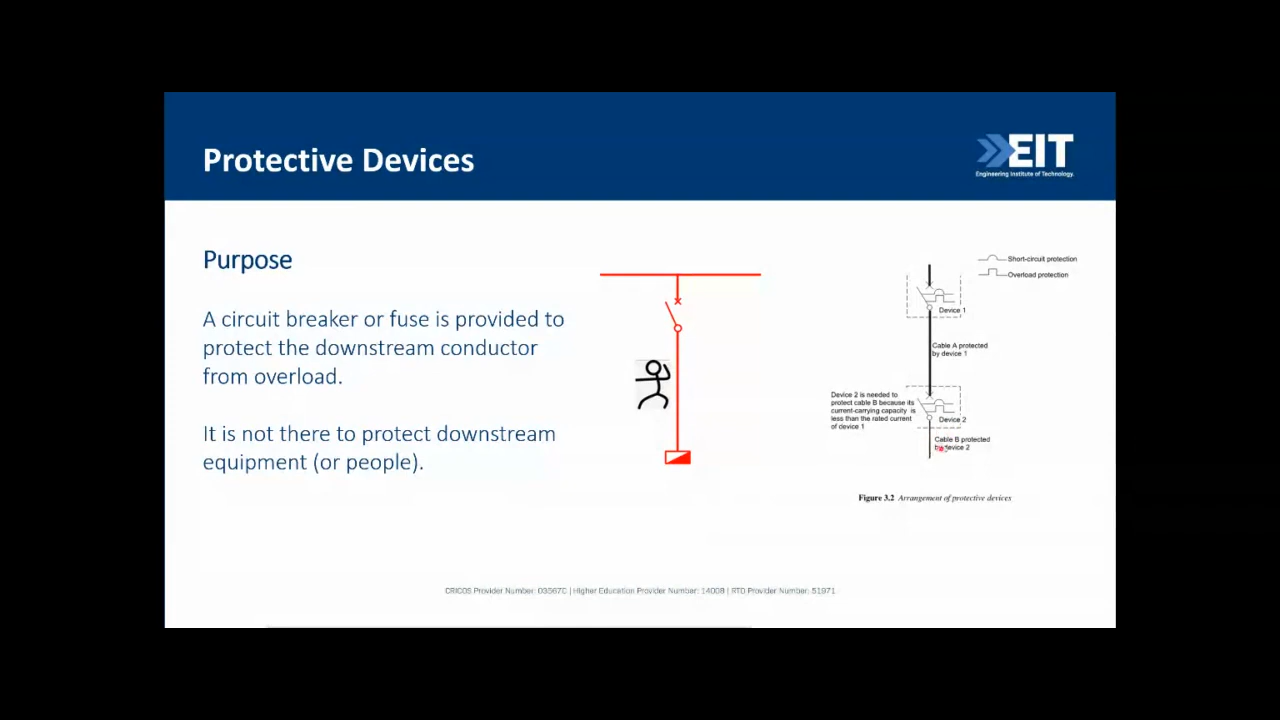 Protective Devices
EIT
Engineering Institute of Technology.
Purpose
A circuit breaker or fuse is provided to
protect the downstream conductor
from overload.
It is not there to protect downstream
equipment (or people).
Short-circuit protection
Overload protection
Device 1
Cable A protected
by device 1
Device 2 is needed to
protect cable B because its
current-carrying capacity is
less than the rated current
of device 1
Device 2
Cable B protected
by device 2
Figure 3.2 Arrangement of protective devices
CRICOS Provider Number: 03567C | Higher Education Provider Number: 14008 | RTO Provider Number: 51971